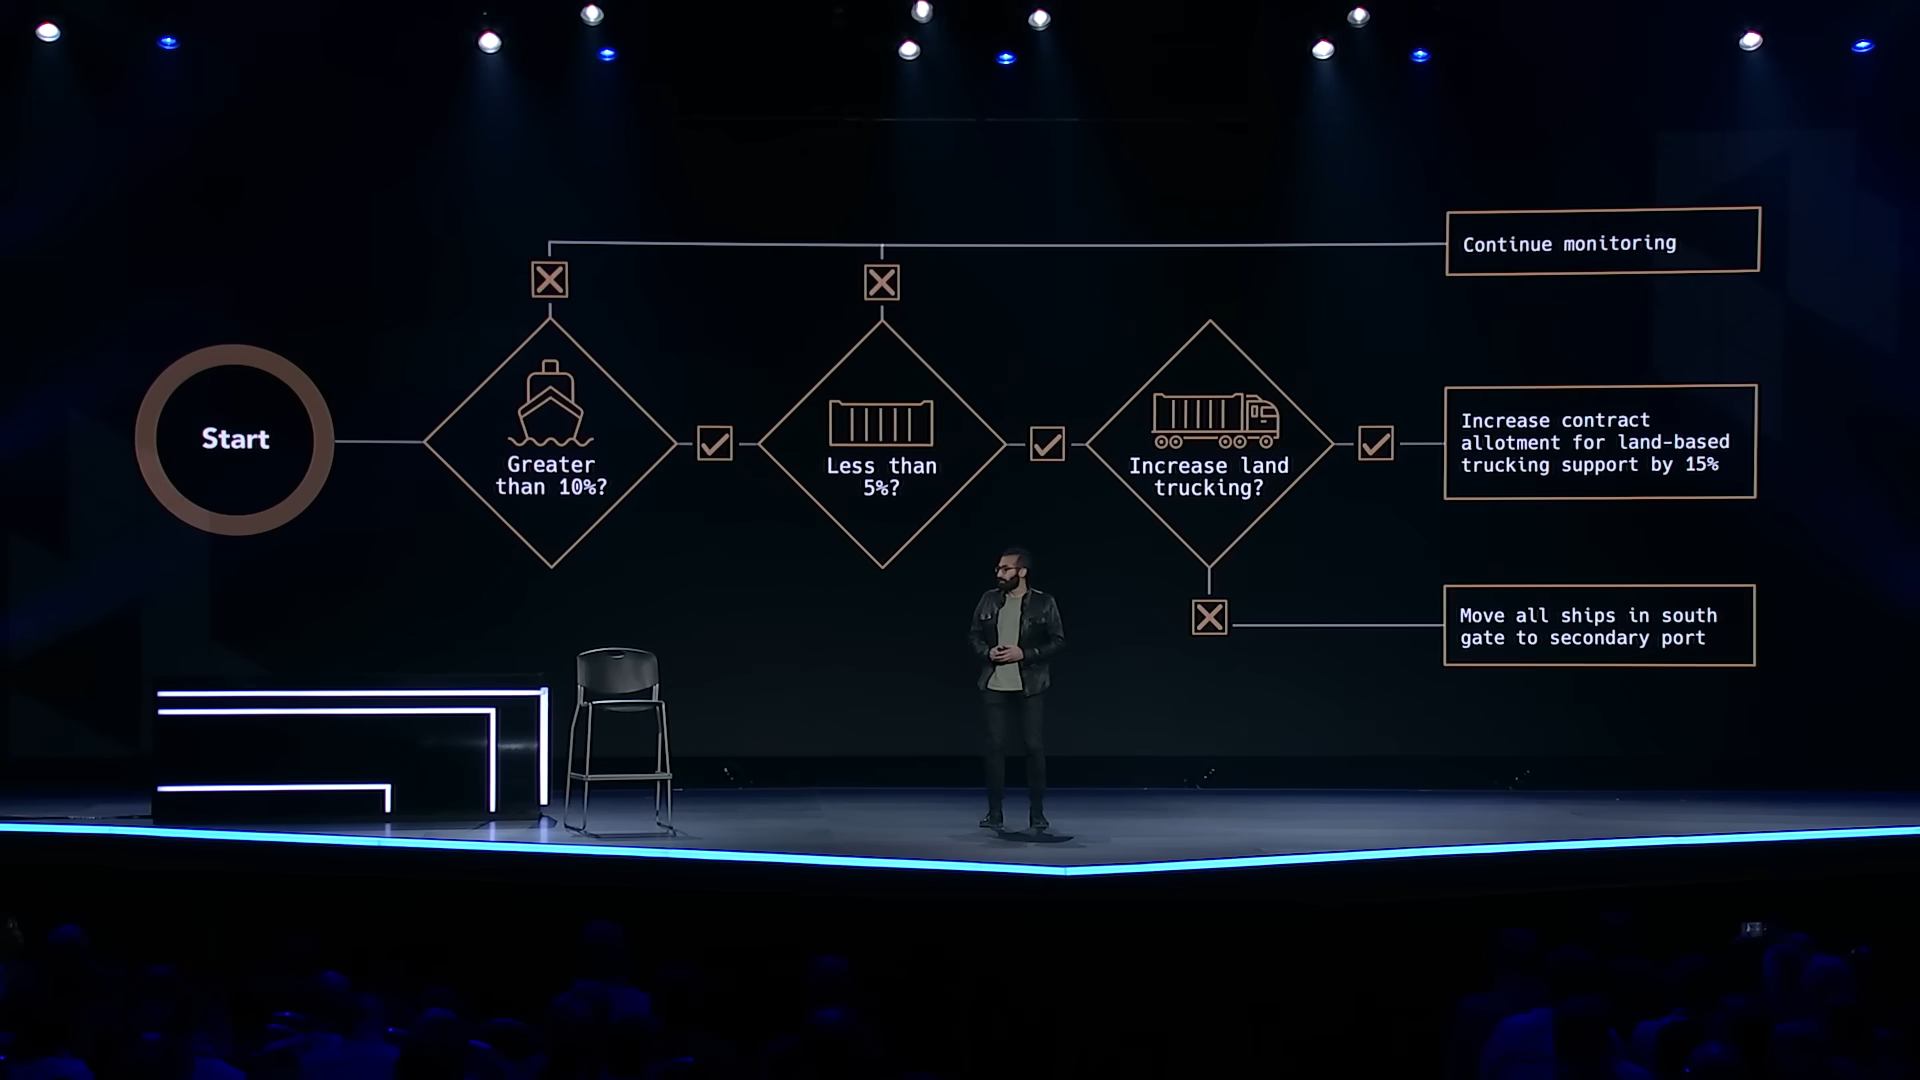 Continue monitoring
Start
Greater
than 10%?
Less than
5%?
Increase land
trucking?
Increase contract
allotment for land-based
trucking support by 15%
Move all ships in south
gate to secondary port